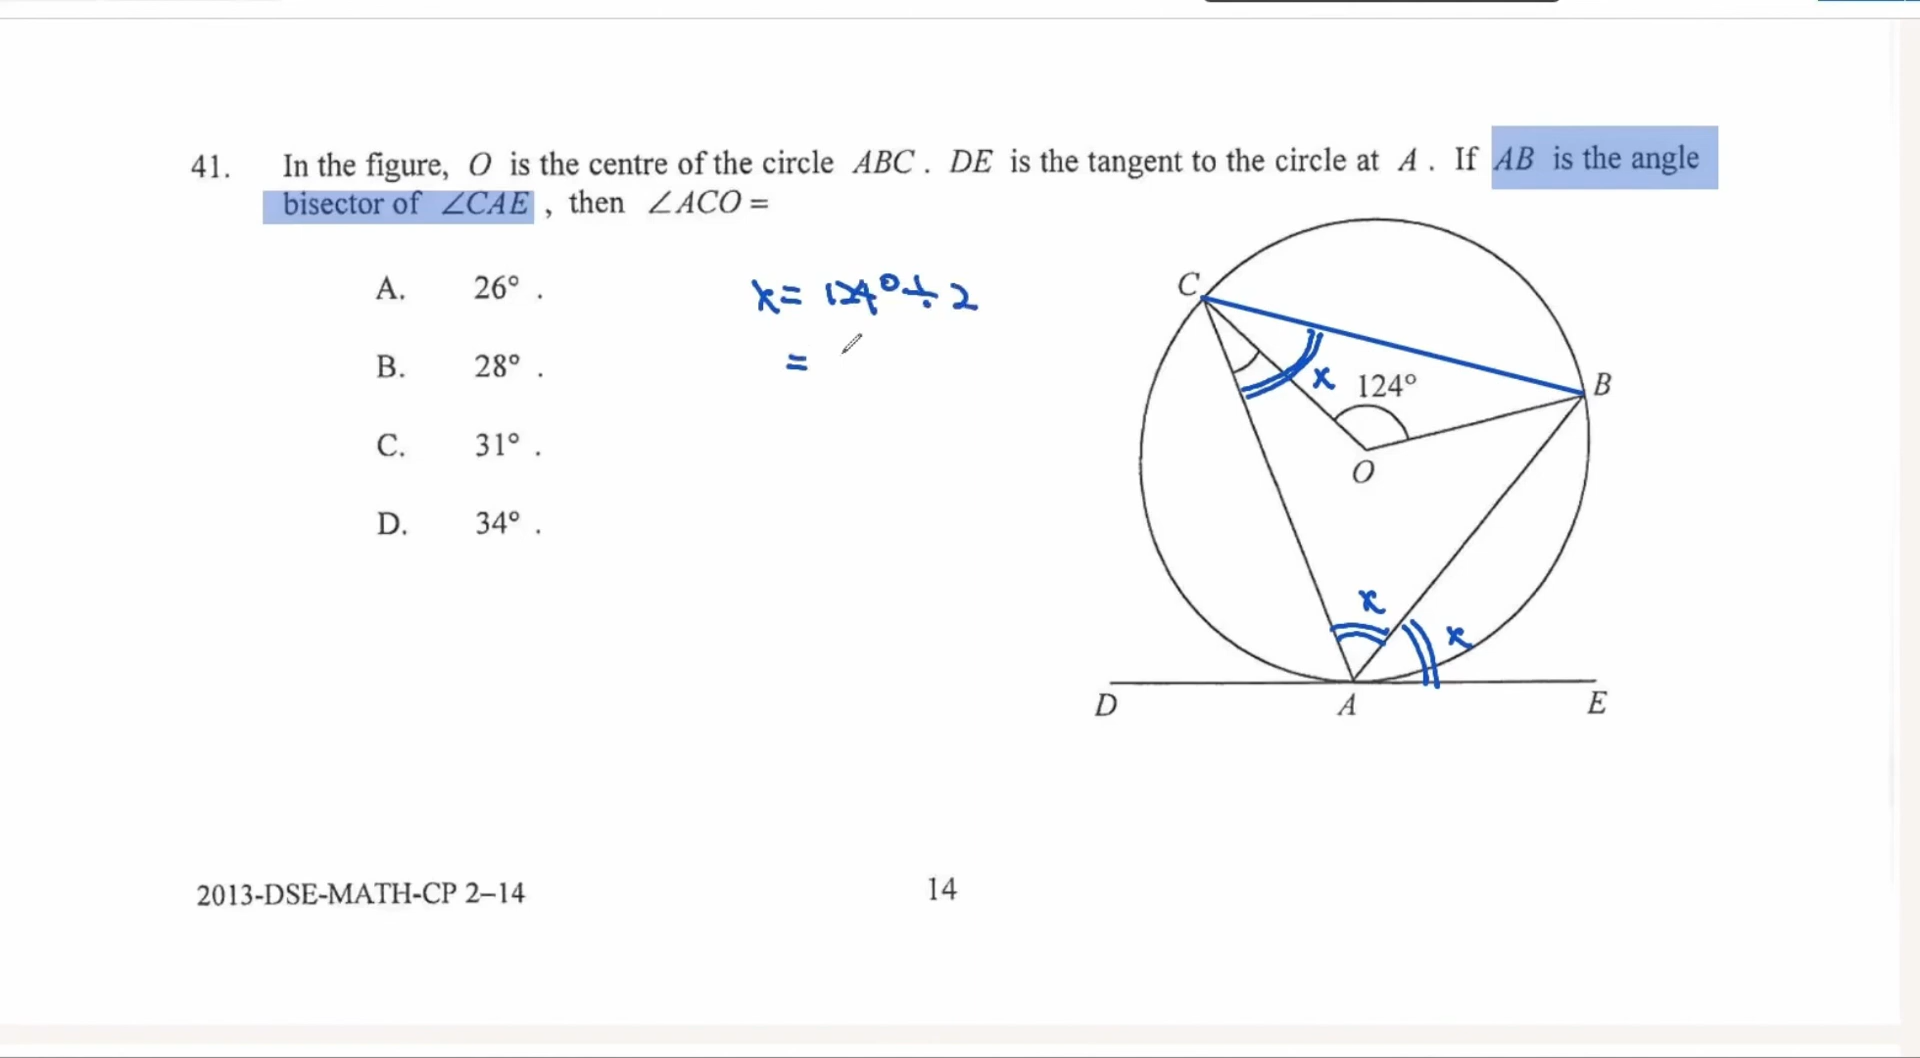 41. In the figure, O is the centre of the circle ABC . DE is the tangent to the circle at A . If AB is the angle
bisector of ∠CAE , then ∠ACO =
A. 26° .
B. 28° .
C. 31° .
D. 34° .
x = 124° ÷ 2
=
C
x
124°
B
O
x
x
D
A
E
2013-DSE-MATH-CP 2–14
14